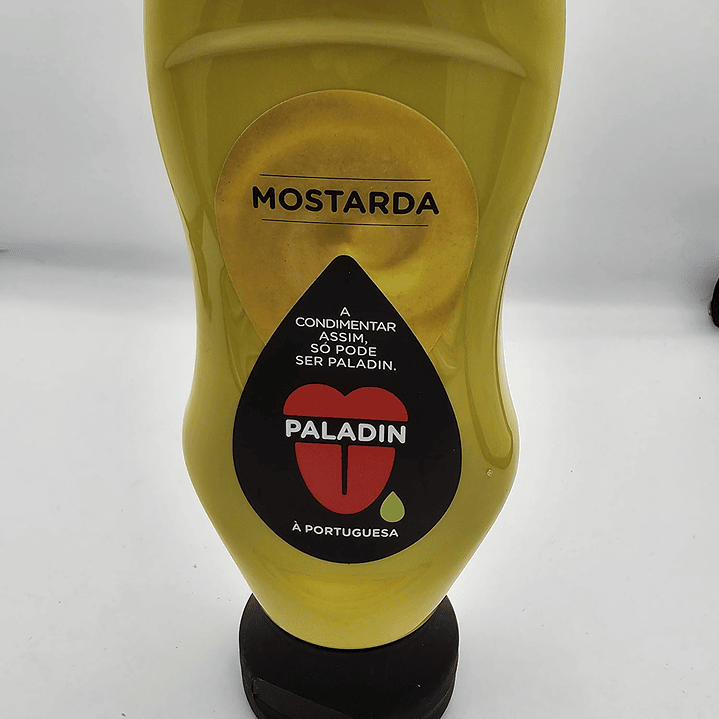 MOSTARDA
A
CONDIMENTAR
ASSIM,
SÓ PODE
SER PALADIN.
PALADIN
À PORTUGUESA